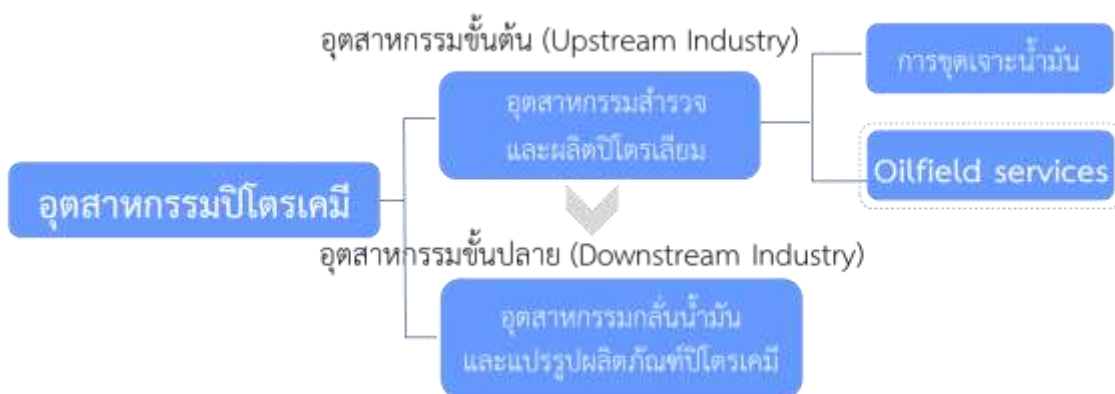 อุตสาหกรรมขั้นต้น (Upstream Industry)
การขุดเจาะน้ำมัน
อุตสาหกรรมสำรวจ
และผลิตปิโตรเลียม
Oilfield services
อุตสาหกรรมปิโตรเคมี
อุตสาหกรรมขั้นปลาย (Downstream Industry)
อุตสาหกรรมกลั่นน้ำมัน
และแปรรูปผลิตภัณฑ์ปิโตรเคมี